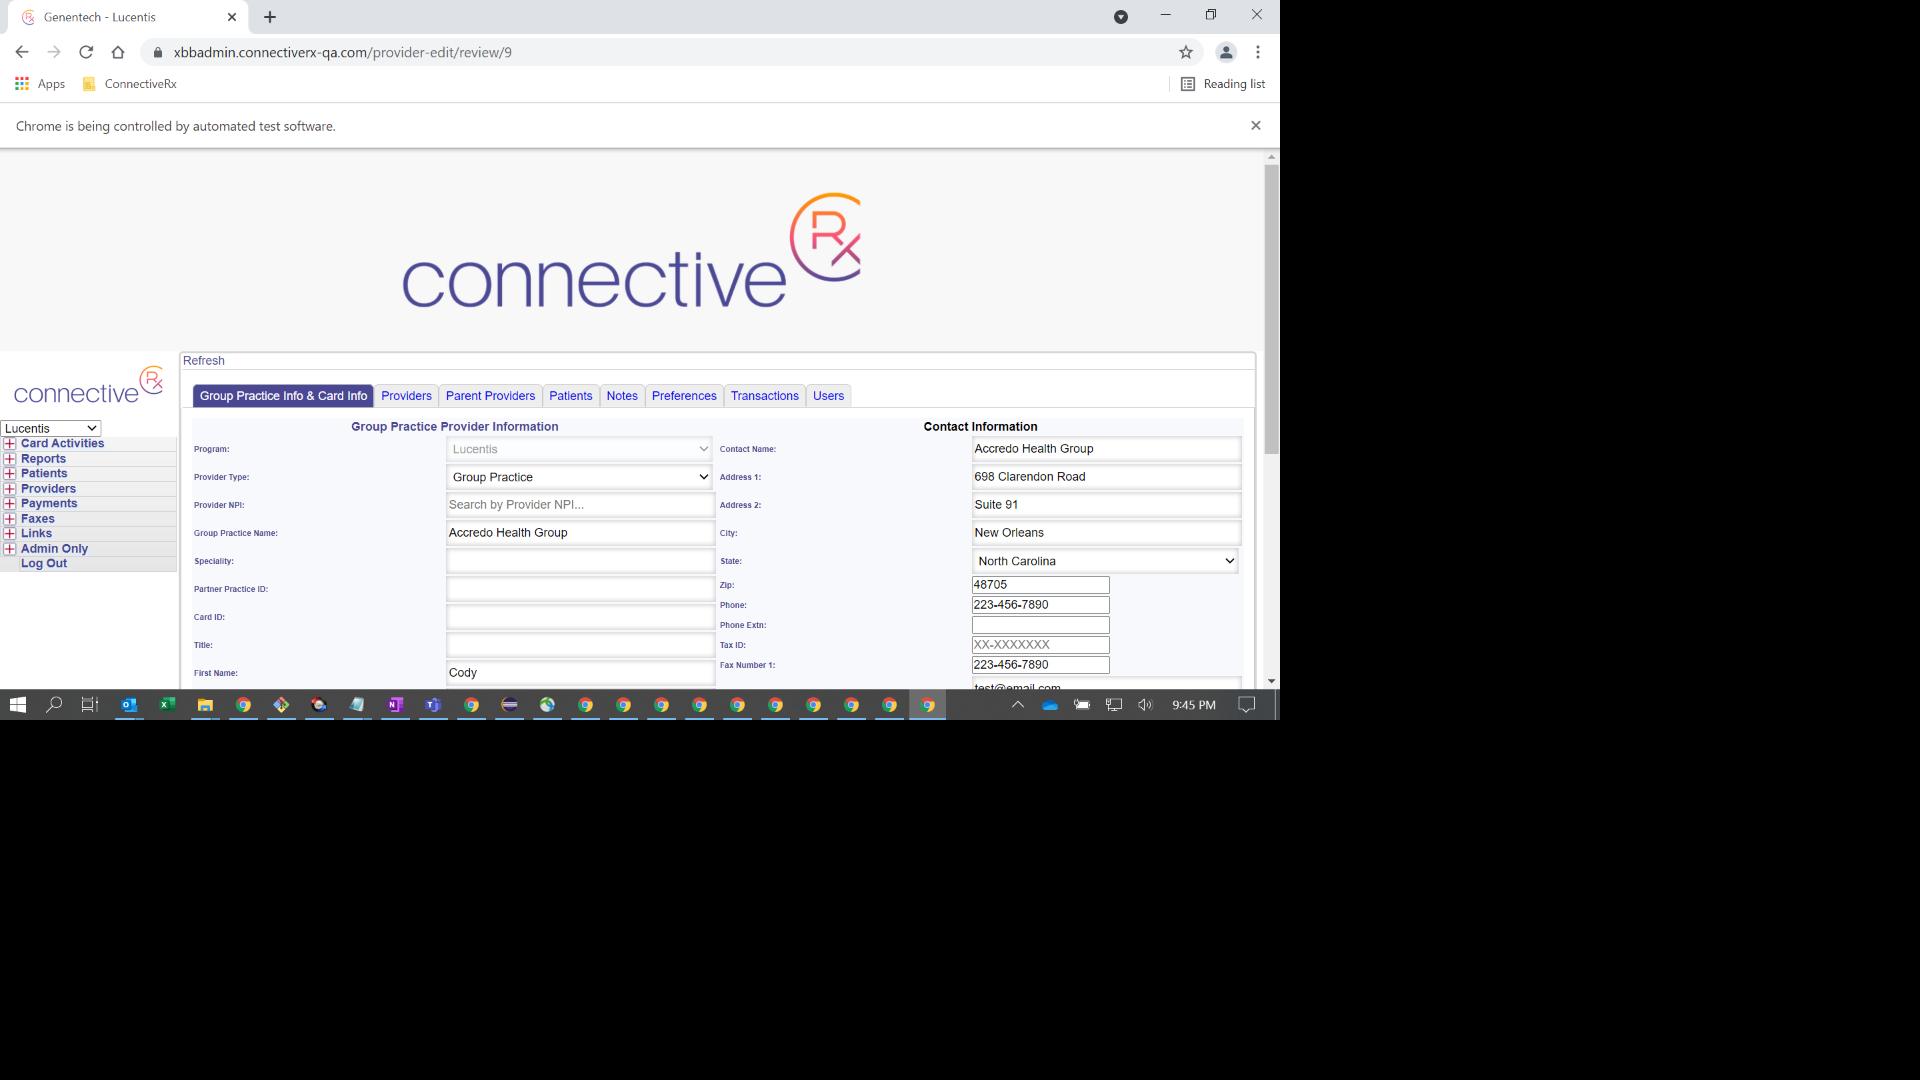 Genentech - Lucentis
xbbadmin.connectiverx-qa.com/provider-edit/review/9
Apps ConnectiveRx Reading list
Chrome is being controlled by automated test software.
connective Rx
connective Rx
Lucentis
Card Activities
Reports
Patients
Providers
Payments
Faxes
Links
Admin Only
Log Out
Refresh
Group Practice Info & Card Info Providers Parent Providers Patients Notes Preferences Transactions Users
Group Practice Provider Information Contact Information
Program: Lucentis Contact Name: Accredo Health Group
Provider Type: Group Practice Address 1: 698 Clarendon Road
Provider NPI: Search by Provider NPI... Address 2: Suite 91
Group Practice Name: Accredo Health Group City: New Orleans
Speciality: State: North Carolina
Partner Practice ID: Zip: 48705
Phone: 223-456-7890
Card ID: Phone Extn:
Title: Tax ID: XX-XXXXXXX
First Name: Cody Fax Number 1: 223-456-7890
test@email.com
9:45 PM